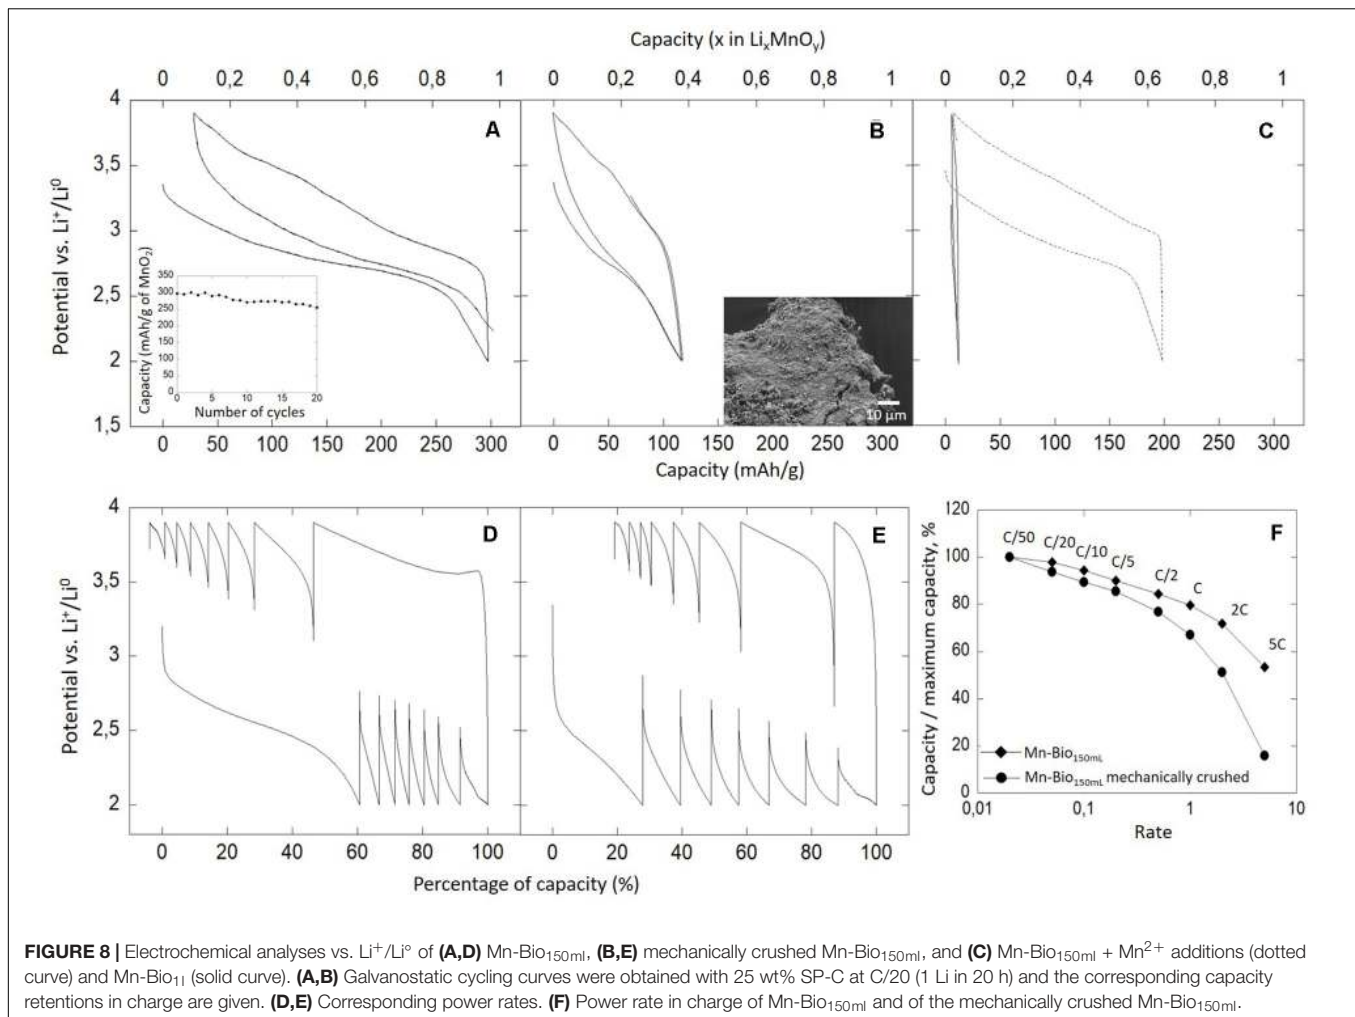 Capacity (x in LixMnOy)
0 0,2 0,4 0,6 0,8 1 0 0,2 0,4 0,6 0,8 1 0 0,2 0,4 0,6 0,8 1
Potential vs. Li+/Li0
4
3,5
3
2,5
2
1,5
A
B
C
Capacity (mAh/g of MnO2)
350
300
250
200
150
100
50
0
0 5 10 15 20
Number of cycles
10 µm
0 50 100 150 200 250 300 0 50 100 150 200 250 300 0 50 100 150 200 250 300
Capacity (mAh/g)
Potential vs. Li+/Li0
4
3,5
3
2,5
2
D
E
0 20 40 60 80 100 0 20 40 60 80 100
Percentage of capacity (%)
Capacity / maximum capacity, %
120
100
80
60
40
20
0
F
C/50
C/20
C/10
C/5
C/2
C
2C
5C
Mn-Bio150mL
Mn-Bio150mL mechanically crushed
0,01 0,1 1 10
Rate
FIGURE 8 | Electrochemical analyses vs. Li+/Li° of (A,D) Mn-Bio150ml, (B,E) mechanically crushed Mn-Bio150ml, and (C) Mn-Bio150ml + Mn2+ additions (dotted
curve) and Mn-Bio1l (solid curve). (A,B) Galvanostatic cycling curves were obtained with 25 wt% SP-C at C/20 (1 Li in 20 h) and the corresponding capacity
retentions in charge are given. (D,E) Corresponding power rates. (F) Power rate in charge of Mn-Bio150ml and of the mechanically crushed Mn-Bio150ml.